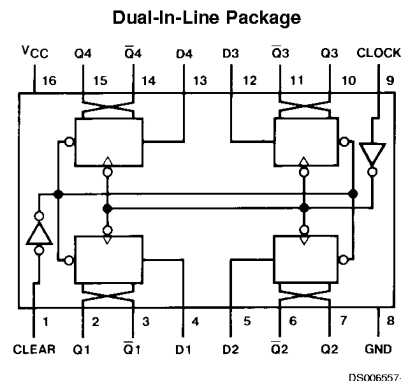 Dual-In-Line Package
VCC Q4 Q̅4 D4 D3 Q̅3 Q3 CLOCK
16 15 14 13 12 11 10 9
1 2 3 4 5 6 7 8
CLEAR Q1 Q̅1 D1 D2 Q̅2 Q2 GND
DS006557-